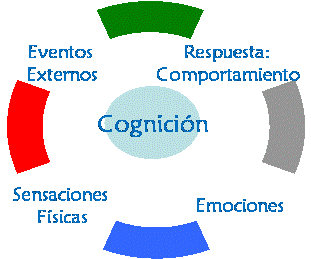 Eventos
Externos
Respuesta:
Comportamiento
Cognición
Sensaciones
Físicas
Emociones